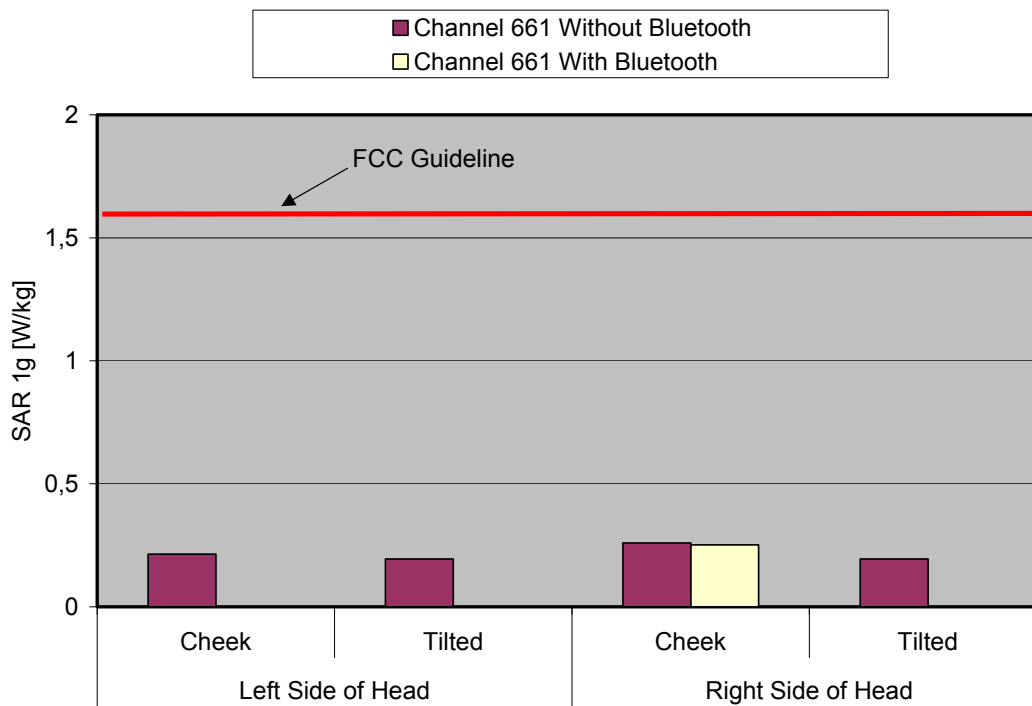 Channel 661 Without Bluetooth
Channel 661 With Bluetooth
2
FCC Guideline
1,5
1
0,5
0
SAR 1g [W/kg]
Cheek Tilted Cheek Tilted
Left Side of Head Right Side of Head